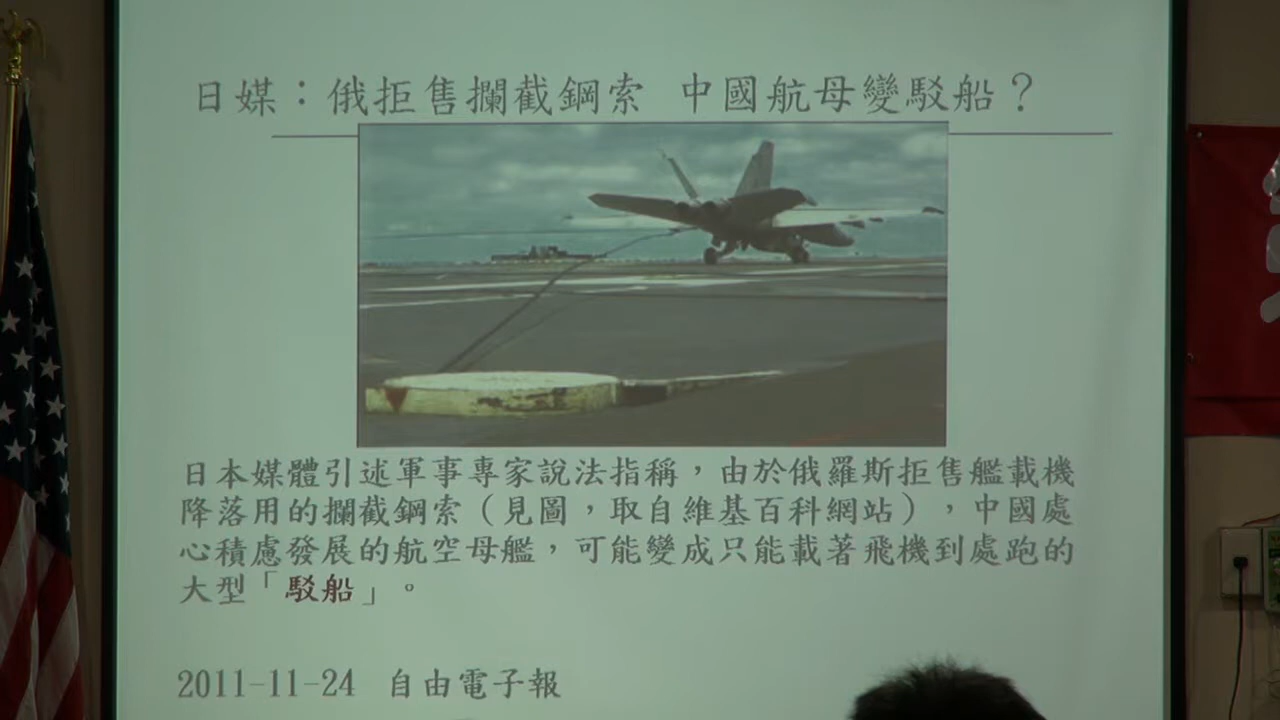 日媒：俄拒售攔截鋼索 中國航母變駁船？
日本媒體引述軍事專家說法指稱，由於俄羅斯拒售艦載機
降落用的攔截鋼索（見圖，取自維基百科網站），中國處
心積慮發展的航空母艦，可能變成只能載著飛機到處跑的
大型「駁船」。
2011-11-24 自由電子報